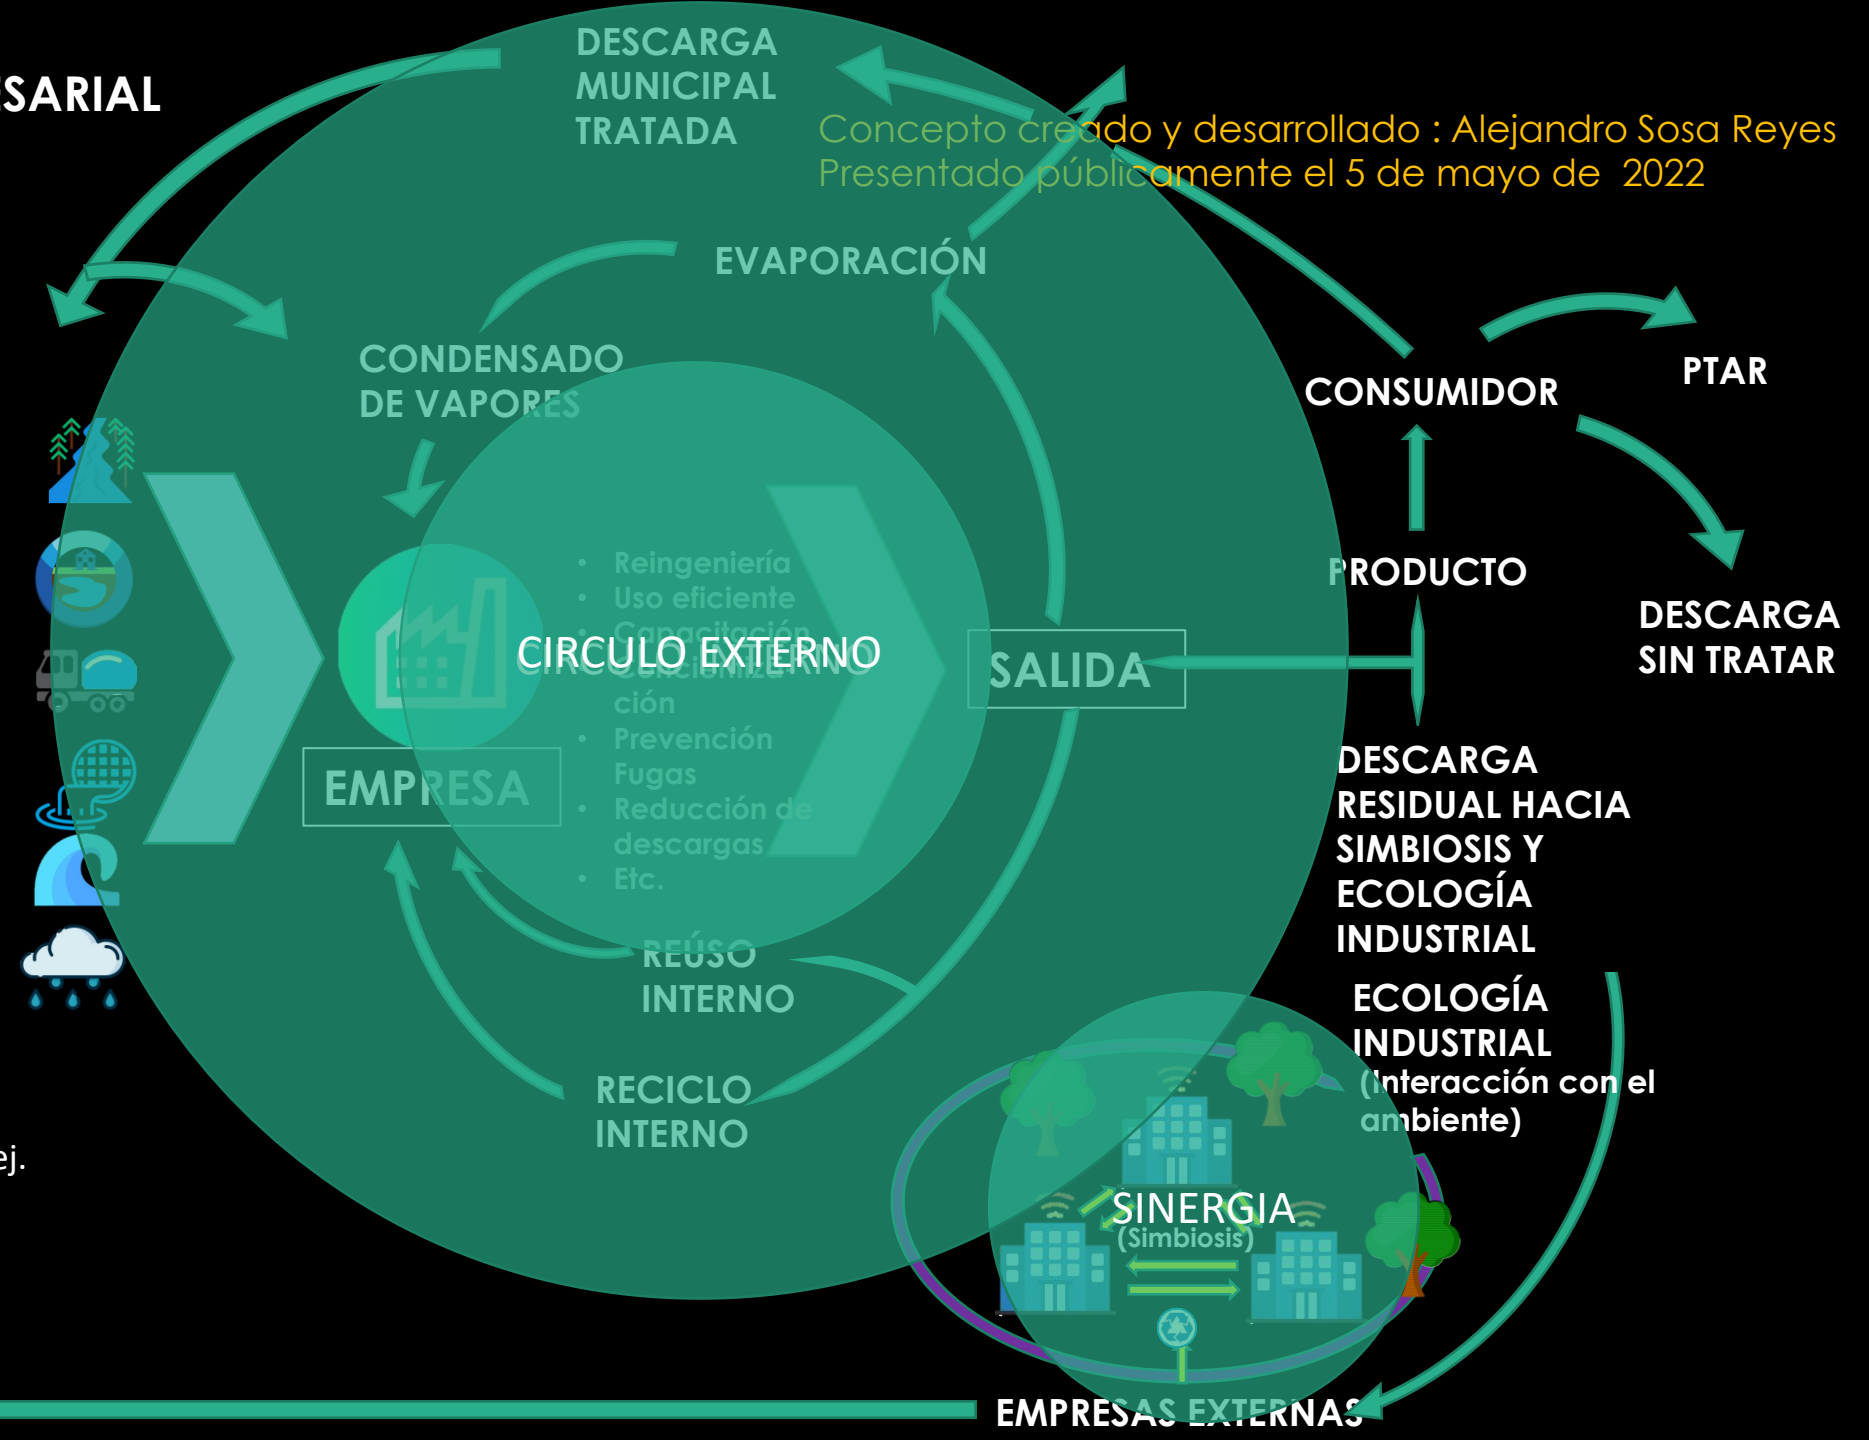 ESARIAL
DESCARGA
MUNICIPAL
TRATADA
Concepto creado y desarrollado : Alejandro Sosa Reyes
Presentado públicamente el 5 de mayo de 2022
EVAPORACIÓN
CONDENSADO
DE VAPORES
CONSUMIDOR
PTAR
PRODUCTO
DESCARGA
SIN TRATAR
• Reingeniería
• Uso eficiente
• Capacitación
ción
• Prevención
Fugas
• Reducción de
descargas
• Etc.
CIRCULO EXTERNO
SALIDA
EMPRESA
DESCARGA
RESIDUAL HACIA
SIMBIOSIS Y
ECOLOGÍA
INDUSTRIAL
REÚSO
INTERNO
ECOLOGÍA
INDUSTRIAL
(Interacción con el
ambiente)
RECICLO
INTERNO
ej.
SINERGIA
(Simbiosis)
EMPRESAS EXTERNAS